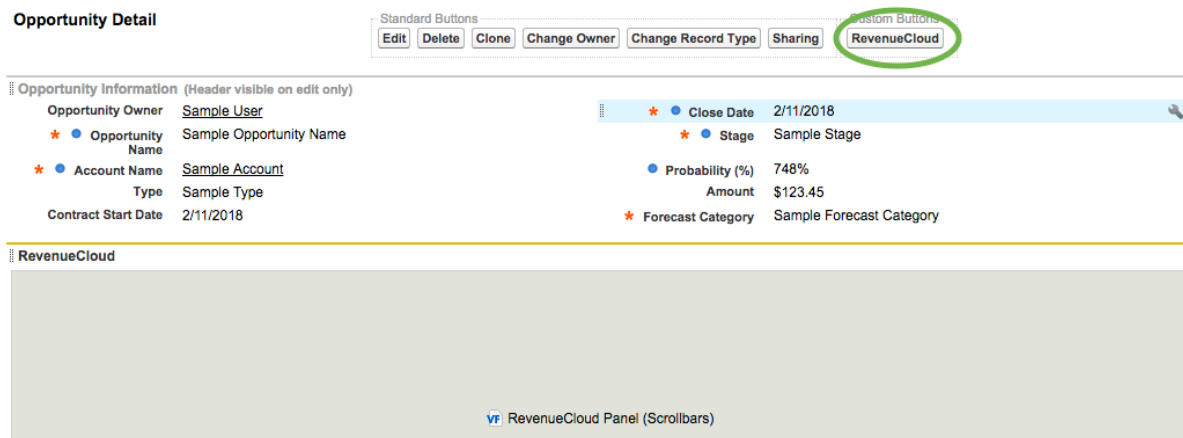 Opportunity Detail
Standard Buttons
Custom Buttons
Edit Delete Clone Change Owner Change Record Type Sharing RevenueCloud
Opportunity Information (Header visible on edit only)
Opportunity Owner Sample User
* Close Date 2/11/2018
* Opportunity Name Sample Opportunity Name
* Stage Sample Stage
* Account Name Sample Account
Probability (%) 748%
Type Sample Type
Amount $123.45
Contract Start Date 2/11/2018
* Forecast Category Sample Forecast Category
RevenueCloud
VF RevenueCloud Panel (Scrollbars)